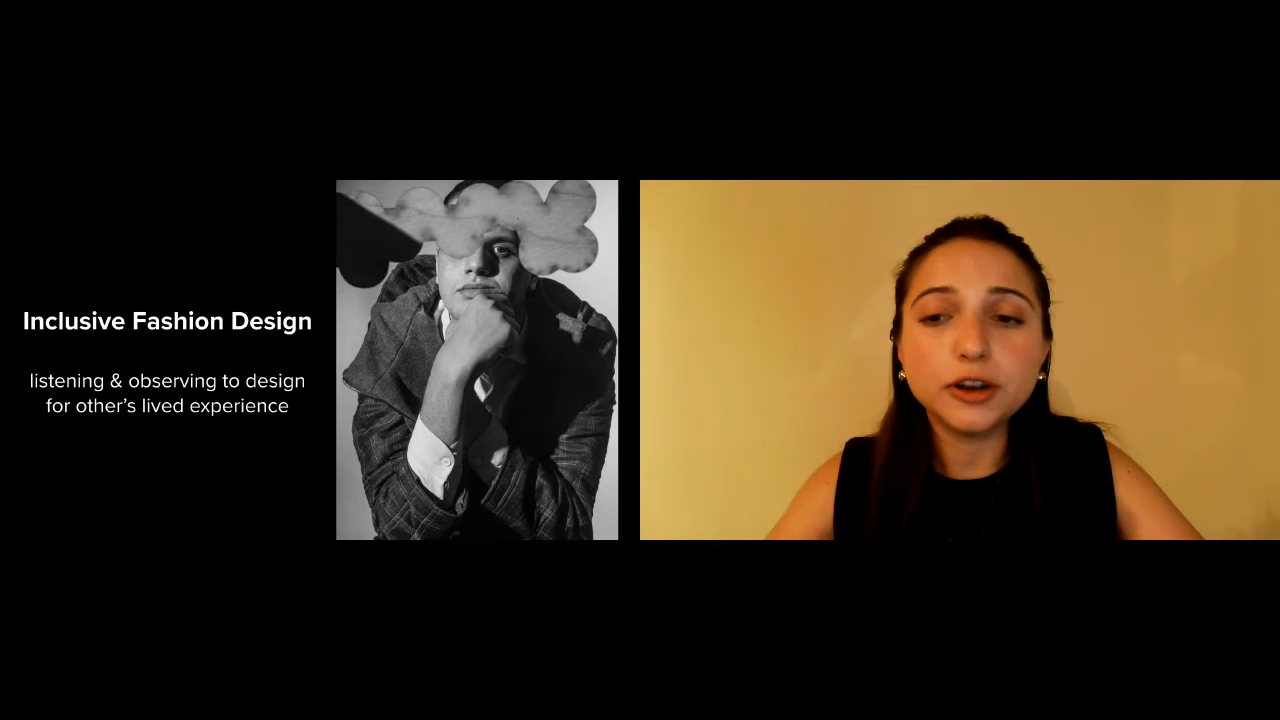 Inclusive Fashion Design
listening & observing to design
for other's lived experience